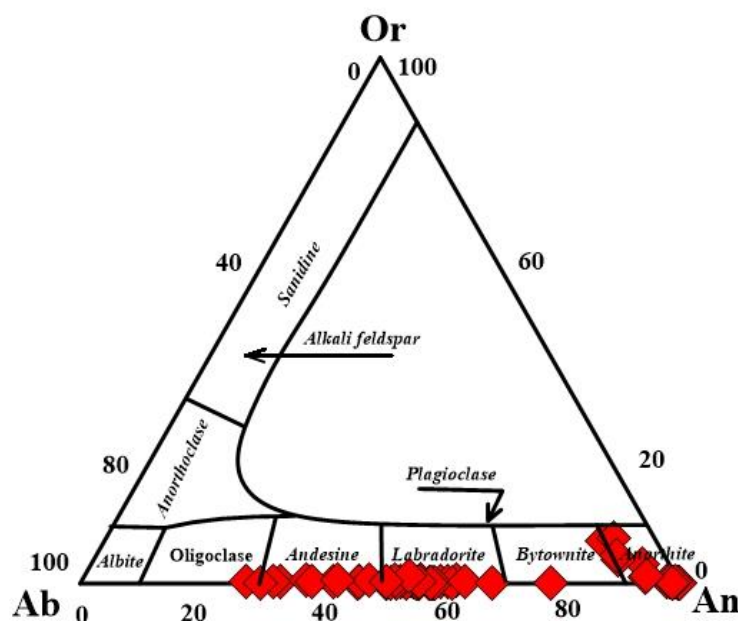 Or
0 100
40
60
Sanidine
Alkali feldspar
Anorthoclase
80
20
Plagioclase
100
Albite Oligoclase Andesine Labradorite Bytownite Anorthite
0
Ab
An
0 20 40 60 80